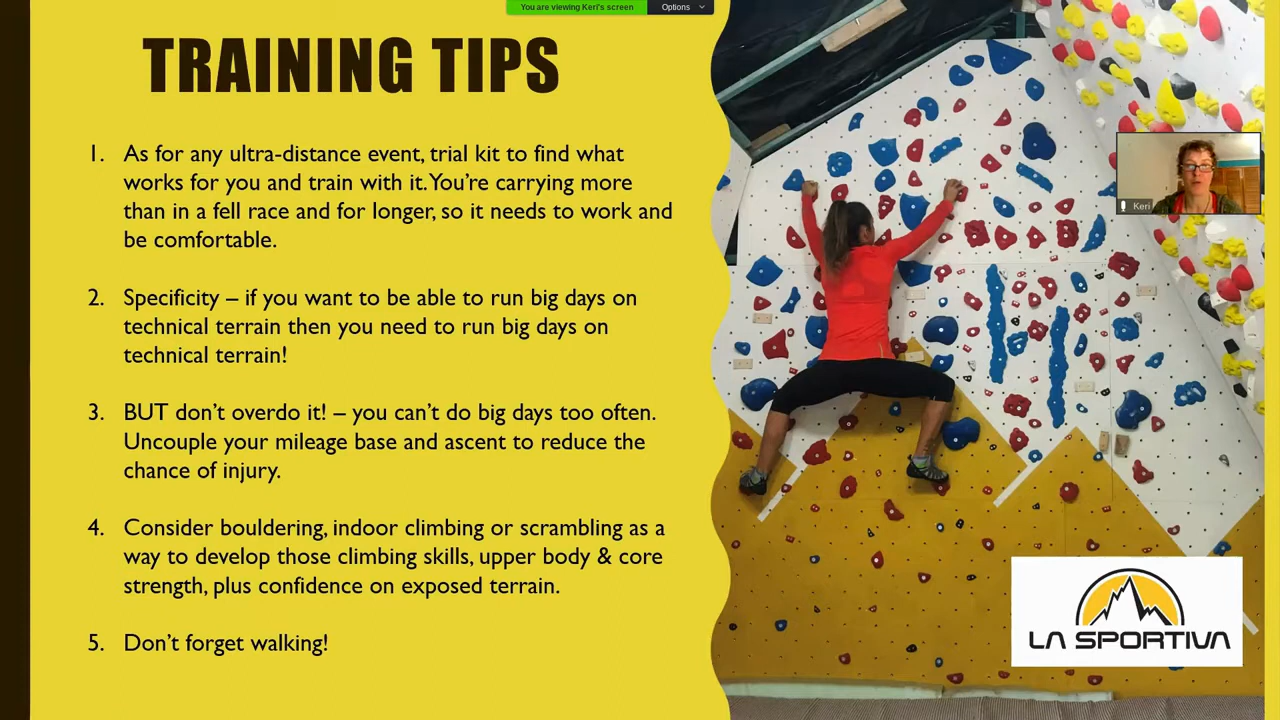 You are viewing Keri's screen
Options
TRAINING TIPS
1. As for any ultra-distance event, trial kit to find what
works for you and train with it. You're carrying more
than in a fell race and for longer, so it needs to work and
be comfortable.
2. Specificity – if you want to be able to run big days on
technical terrain then you need to run big days on
technical terrain!
3. BUT don't overdo it! – you can't do big days too often.
Uncouple your mileage base and ascent to reduce the
chance of injury.
4. Consider bouldering, indoor climbing or scrambling as a
way to develop those climbing skills, upper body & core
strength, plus confidence on exposed terrain.
5. Don't forget walking!
Keri
LA SPORTIVA